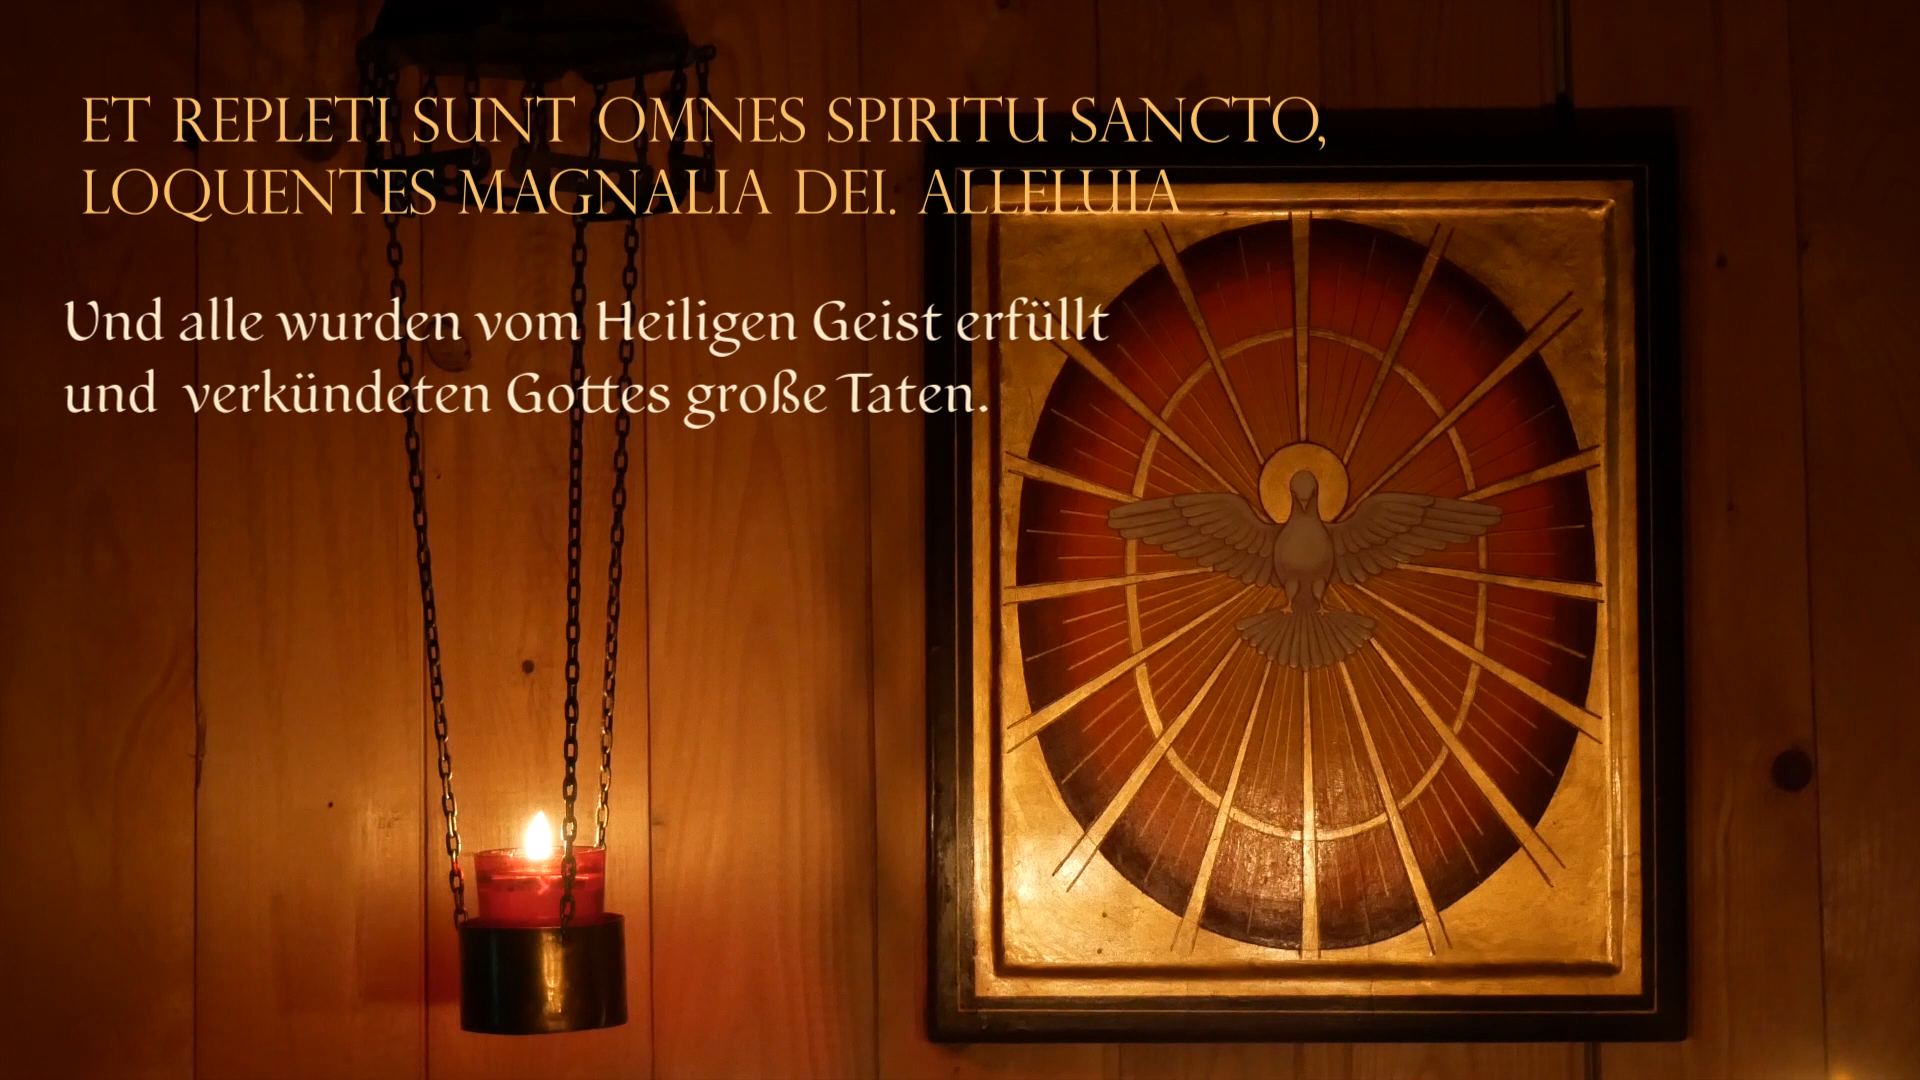 ET REPLETI SUNT OMNES SPIRITU SANCTO,
LOQUENTES MAGNALIA DEI. ALLELUIA
Und alle wurden vom Heiligen Geist erfüllt
und verkündeten Gottes große Taten.